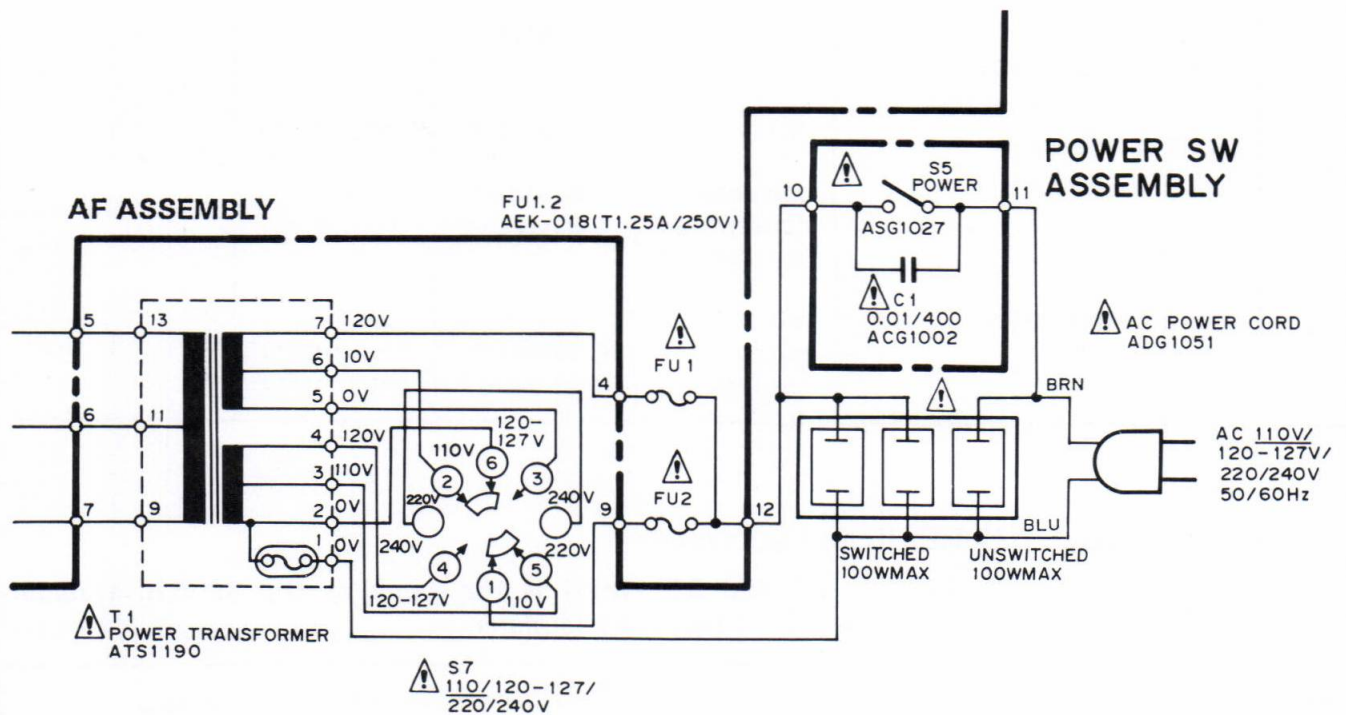 POWER SW
ASSEMBLY
10
S5
POWER
11
ASG1027
C1
0.01/400
ACG1002
AF ASSEMBLY
FU1.2
AEK-018(T1.25A/250V)
AC POWER CORD
ADG1051
5
13
7
120V
6
10V
5
0V
4
120V
3
110V
2
0V
1
0V
6
11
7
9
4
FU1
FU2
9
12
120-
127V
110V
6
2
3
220V
240V
240V
220V
4
5
1
120-127V
110V
BRN
BLU
AC 110V/
120-127V/
220/240V
50/60Hz
SWITCHED
100WMAX
UNSWITCHED
100WMAX
T1
POWER TRANSFORMER
ATS1190
S7
110/120-127/
220/240V